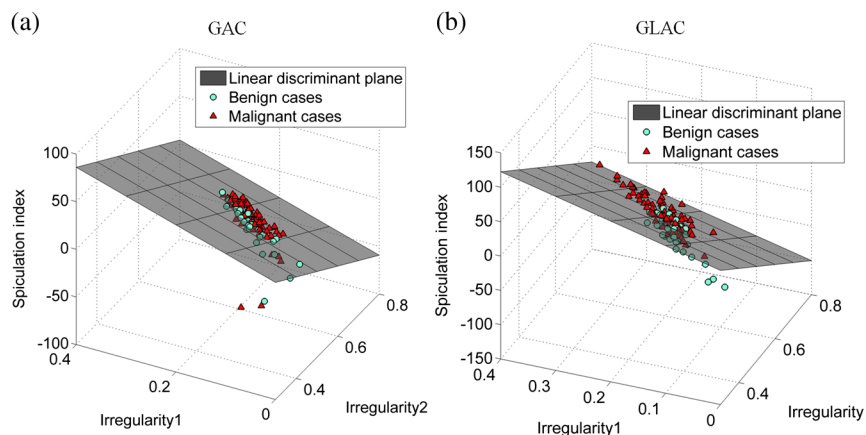 (a)
GAC
Linear discriminant plane
Benign cases
Malignant cases
Spiculation index
100
50
0
-50
-100
0.4
0.2
0
0.4
0.6
0.8
Irregularity1
Irregularity2
(b)
GLAC
Linear discriminant plane
Benign cases
Malignant cases
Spiculation index
150
100
50
0
-50
-100
-150
0.4
0.3
0.2
0.1
0
0.4
0.6
0.8
Irregularity1
Irregularity